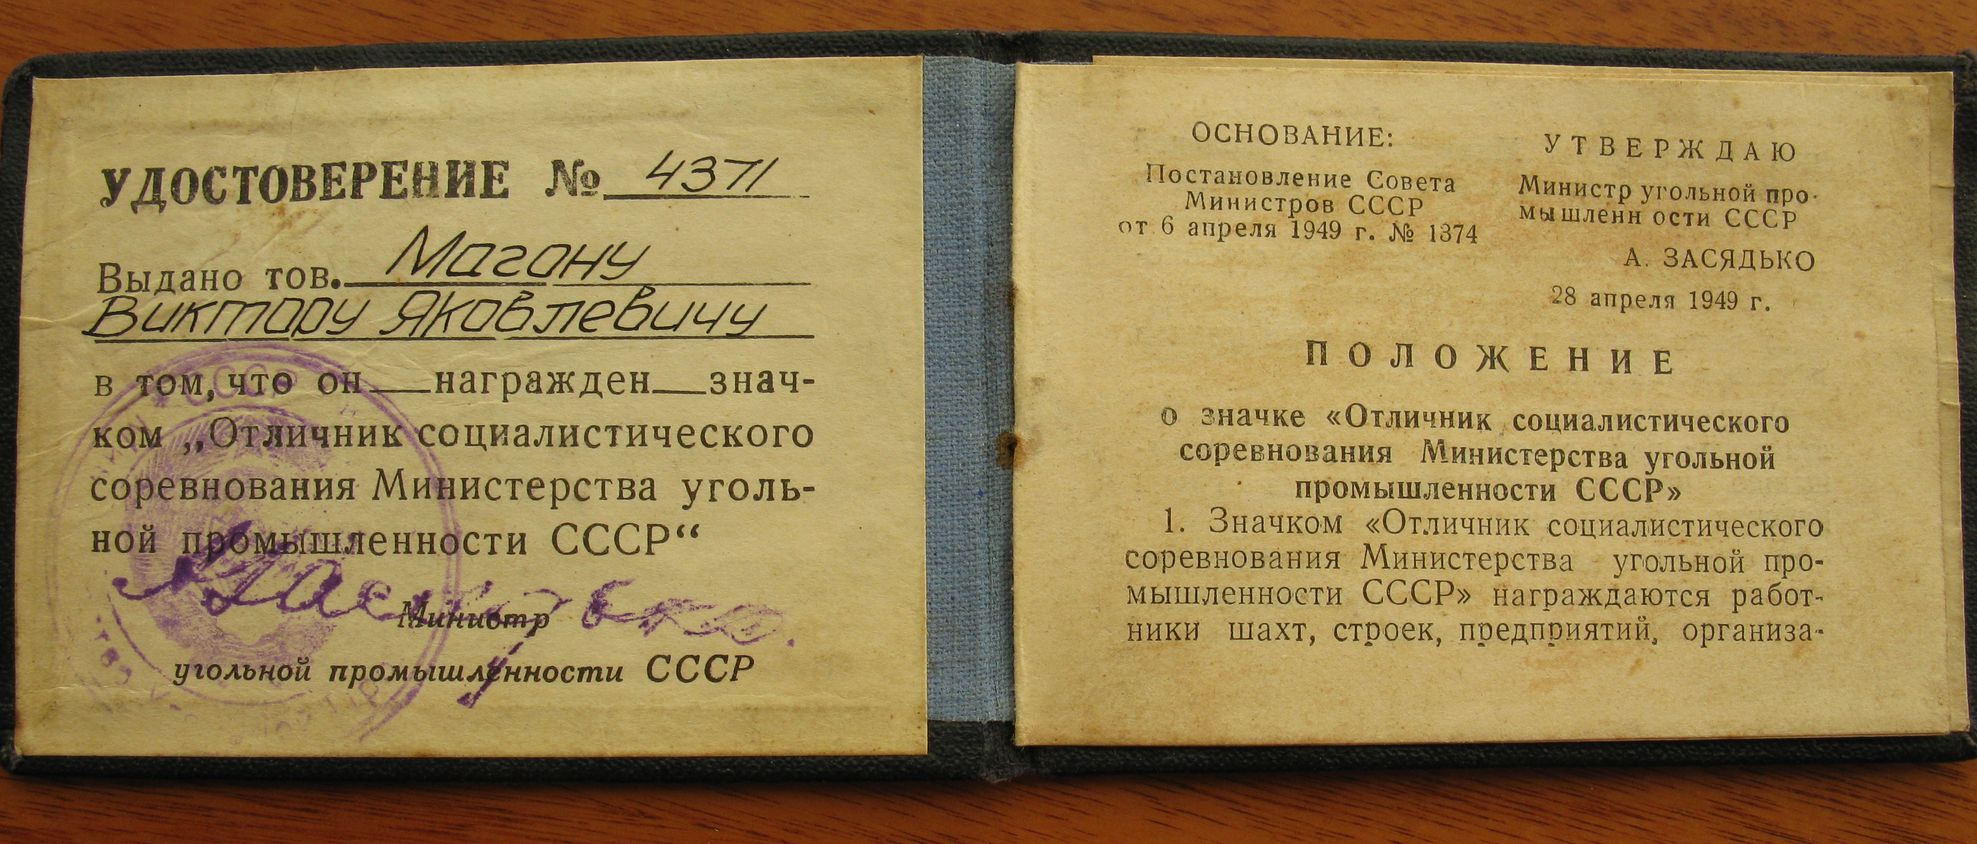 УДОСТОВЕРЕНИЕ № 4371
Выдано тов. Магону
Виктору Яковлевичу
в том, что он — награжден — знач-
ком „Отличник социалистического
соревнования Министерства уголь-
ной промышленности СССР“
Министр
угольной промышленности СССР
СССР
ОСНОВАНИЕ:
Постановление Совета
Министров СССР
от 6 апреля 1949 г. № 1374
УТВЕРЖДАЮ
Министр угольной про-
мышленн ости СССР
А. ЗАСЯДЬКО
28 апреля 1949 г.
ПОЛОЖЕНИЕ
о значке «Отличник социалистического
соревнования Министерства угольной
промышленности СССР»
1. Значком «Отличник социалистического
соревнования Министерства угольной про-
мышленности СССР» награждаются работ-
ники шахт, строек, предприятий, организа-